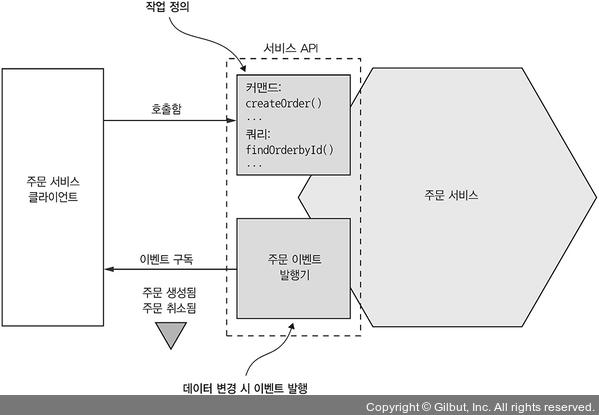 작업 정의
서비스 API
커맨드:
createOrder()
...
쿼리:
findOrderbyId()
...
호출함
주문 서비스
클라이언트
주문 서비스
주문 이벤트
발행기
이벤트 구독
주문 생성됨
주문 취소됨
데이터 변경 시 이벤트 발행
Copyright © Gilbut, Inc. All rights reserved.